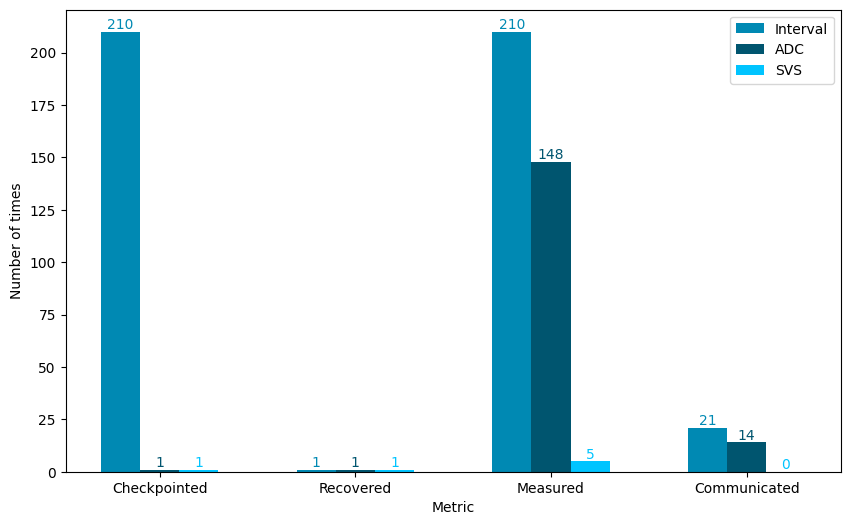 210
210
Interval
ADC
SVS
200
175
150
125
100
75
50
25
0
Number of times
148
1
1
1
1
1
5
21
14
0
Checkpointed
Recovered
Measured
Communicated
Metric